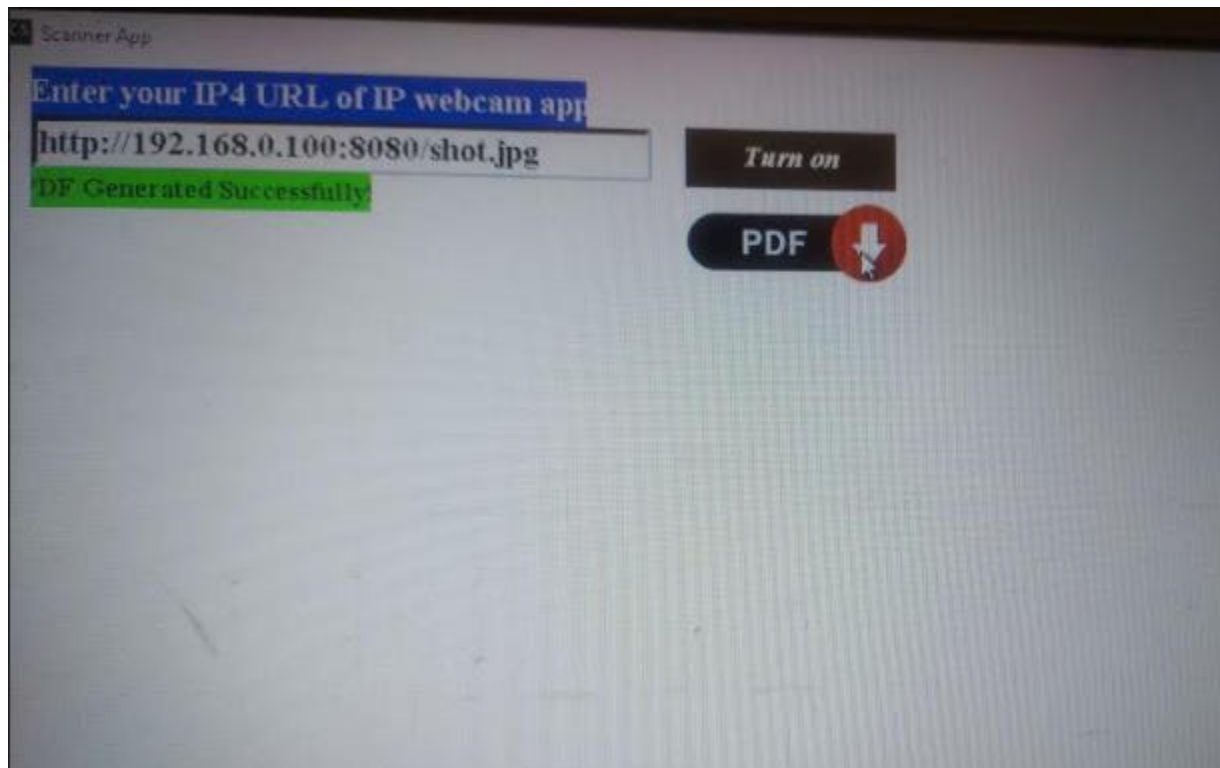 Scanner App
Enter your IP4 URL of IP webcam app
http://192.168.0.100:8080/shot.jpg
Turn on
DF Generated Successfully!
PDF